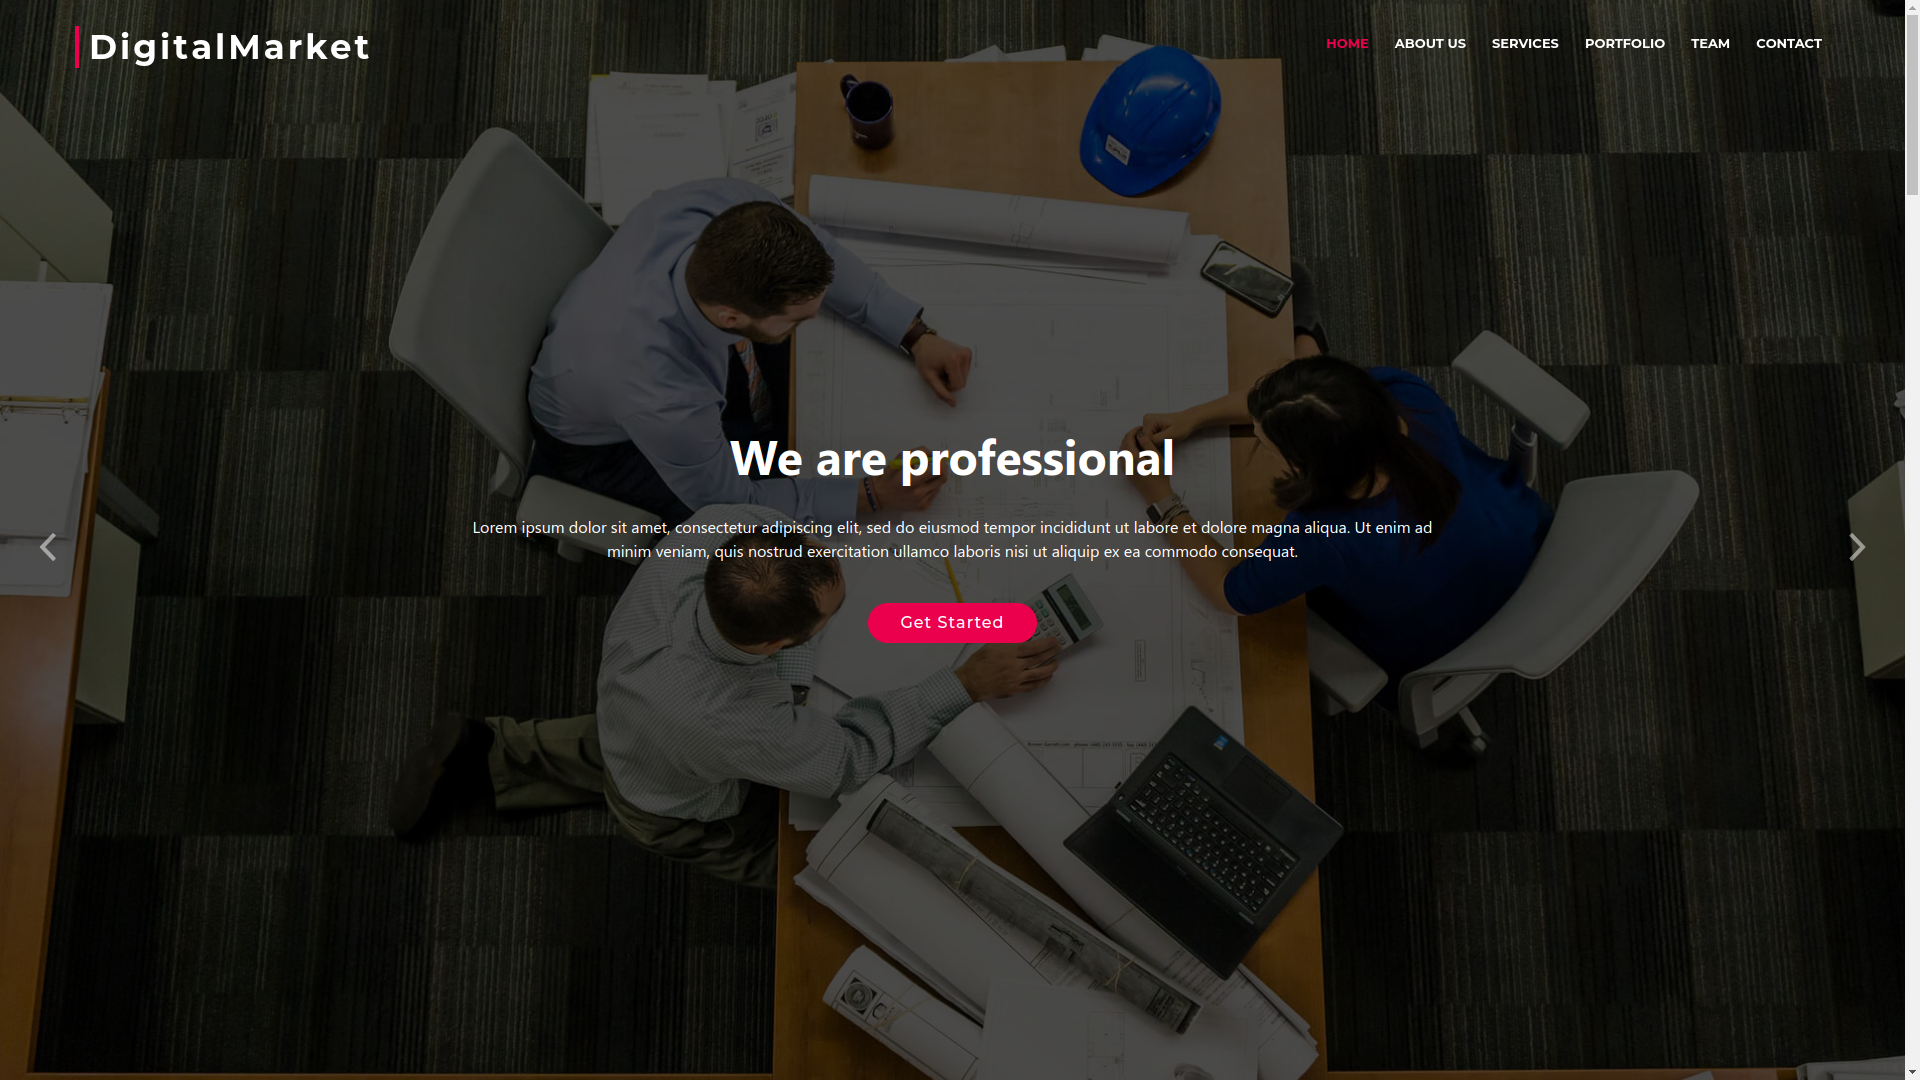 DigitalMarket
HOME ABOUT US SERVICES PORTFOLIO TEAM CONTACT
We are professional
Lorem ipsum dolor sit amet, consectetur adipiscing elit, sed do eiusmod tempor incididunt ut labore et dolore magna aliqua. Ut enim ad
minim veniam, quis nostrud exercitation ullamco laboris nisi ut aliquip ex ea commodo consequat.
Get Started